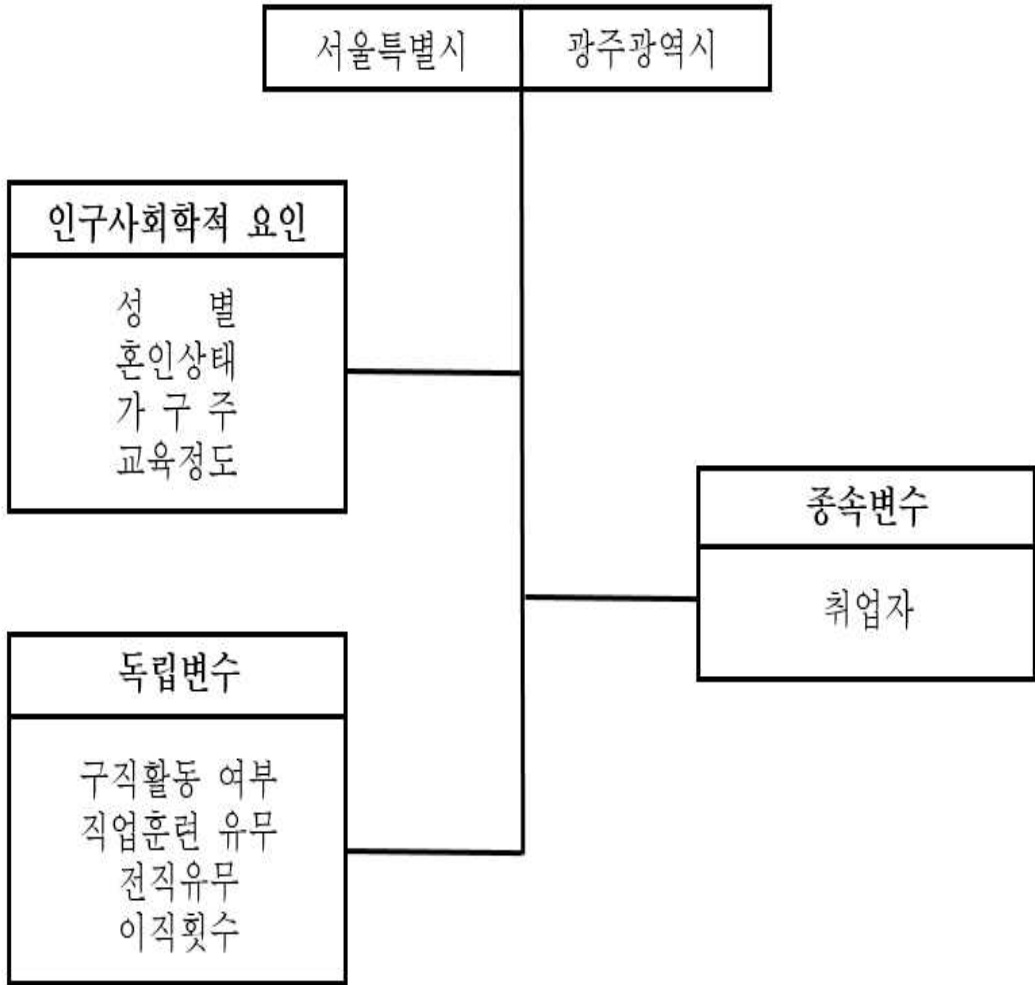 서울특별시 광주광역시
인구사회학적 요인
성 별
혼인상태
가 구 주
교육정도
종속변수
취업자
독립변수
구직활동 여부
직업훈련 유무
전직유무
이직횟수